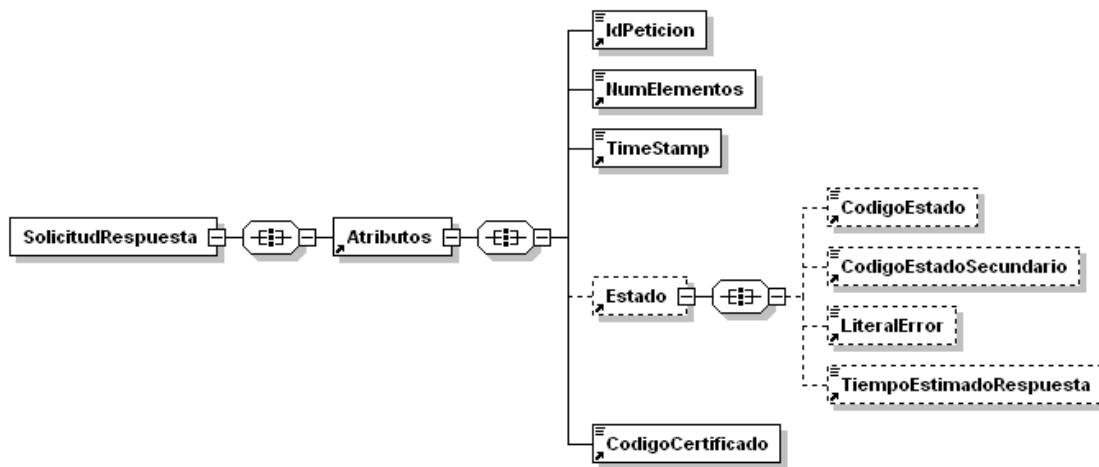 IdPeticion
NumElementos
TimeStamp
SolicitudRespuesta
Atributos
Estado
CodigoEstado
CodigoEstadoSecundario
LiteralError
TiempoEstimadoRespuesta
CodigoCertificado